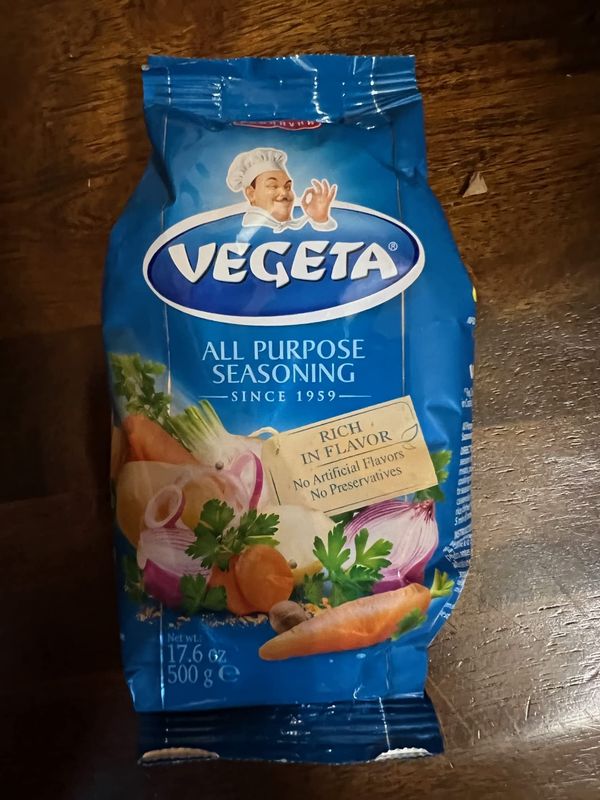 VEGETA®
ALL PURPOSE
SEASONING
SINCE 1959
RICH
IN FLAVOR
No Artificial Flavors
No Preservatives
Net wt.:
17.6 oz
500 g ℮